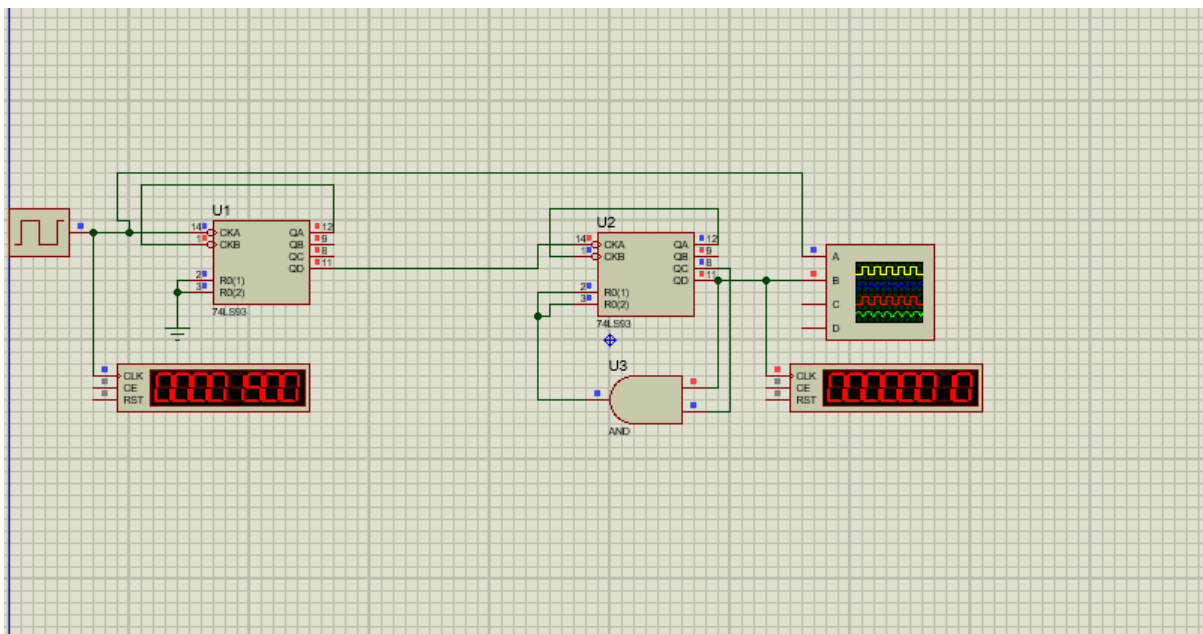 U1
14 CKA QA 12
1 CKB QB 9
QC 8
QD 11
2 R0(1)
3 R0(2)
74LS93
U2
14 CKA QA 12
1 CKB QB 9
QC 8
QD 11
2 R0(1)
3 R0(2)
74LS93
A
B
C
D
U3
AND
CLK
CE
RST
CLK
CE
RST